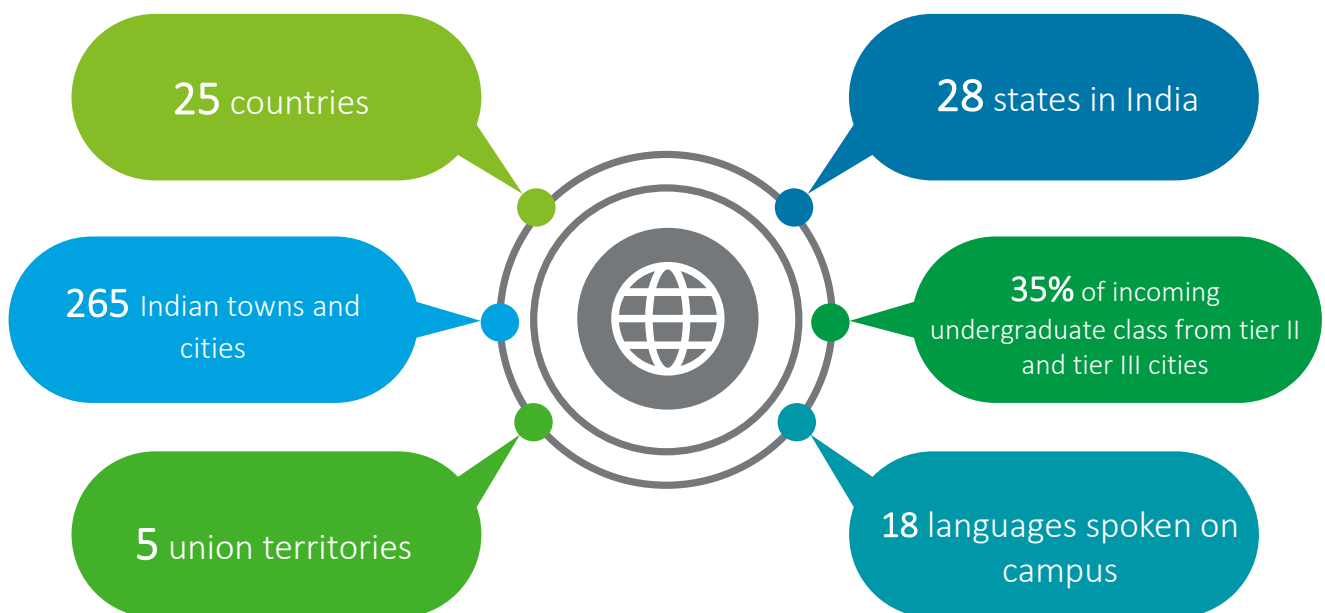 25 countries
28 states in India
265 Indian towns and
cities
35% of incoming
undergraduate class from tier II
and tier III cities
5 union territories
18 languages spoken on
campus